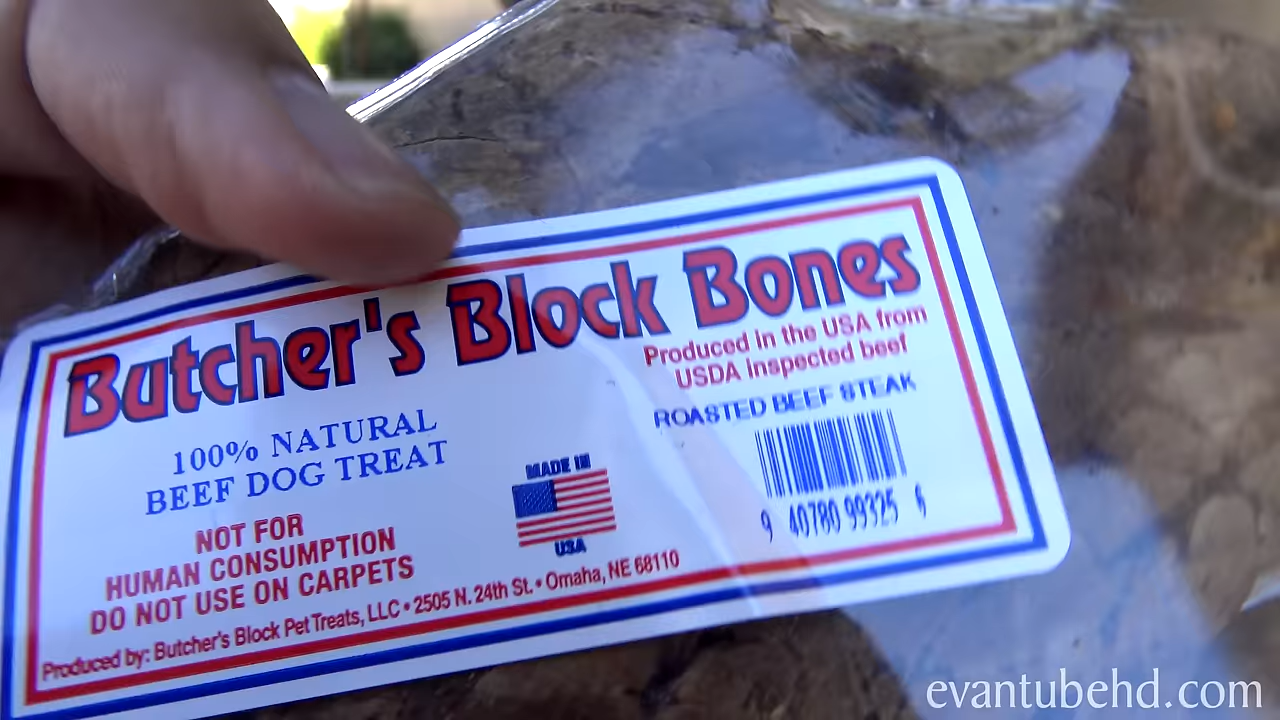 Butcher's Block Bones
Produced in the USA from
USDA inspected beef
100% NATURAL
BEEF DOG TREAT
ROASTED BEEF STEAK
NOT FOR
HUMAN CONSUMPTION
DO NOT USE ON CARPETS
MADE IN
USA
9 40780 99325 6
Produced by: Butcher's Block Pet Treats, LLC • 2505 N. 24th St. • Omaha, NE 68110
evantubehd.com